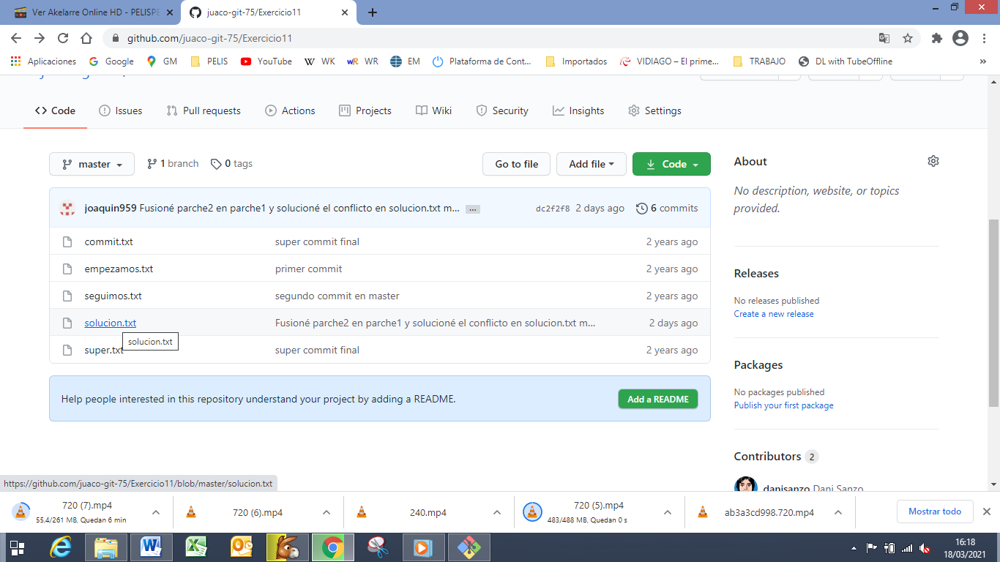 Ver Akelarre Online HD - PELISPE
juaco-git-75/Exercicio11
github.com/juaco-git-75/Exercicio11
Aplicaciones
Google
GM
PELIS
YouTube
WK
WR
EM
Plataforma de Cont...
Importados
VIDIAGO – El prime...
TRABAJO
DL with TubeOffline
»
Code
Issues
Pull requests
Actions
Projects
Wiki
Security
Insights
Settings
master
1 branch
0 tags
Go to file
Add file
Code
joaquin959 Fusioné parche2 en parche1 y solucioné el conflicto en solucion.txt m... ...
dc2f2f8 2 days ago
6 commits
commit.txt super commit final 2 years ago
empezamos.txt primer commit 2 years ago
seguimos.txt segundo commit en master 2 years ago
solucion.txt Fusioné parche2 en parche1 y solucioné el conflicto en solucion.txt m... 2 days ago
solucion.txt
super.txt super commit final 2 years ago
Help people interested in this repository understand your project by adding a README.
Add a README
About
No description, website, or topics
provided.
Releases
No releases published
Create a new release
Packages
No packages published
Publish your first package
Contributors 2
danisanzo Dani Sanzo
https://github.com/juaco-git-75/Exercicio11/blob/master/solucion.txt
720 (7).mp4
55,4/261 MB, Quedan 6 min
720 (6).mp4
240.mp4
720 (5).mp4
483/488 MB, Quedan 0 s
ab3a3cd998.720.mp4
Mostrar todo
16:18
18/03/2021